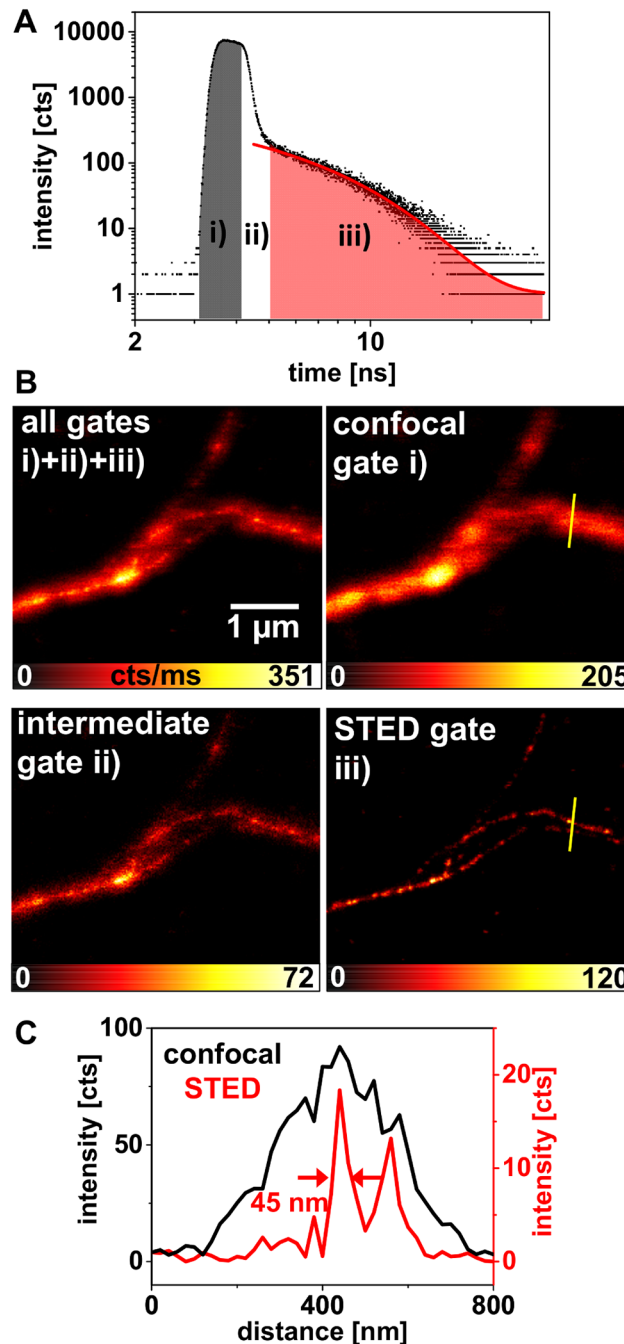 A
10000
1000
100
10
1
intensity [cts]
i)
ii)
iii)
2
10
time [ns]
B
all gates
i)+ii)+iii)
1 µm
0 cts/ms 351
confocal
gate i)
0 205
intermediate
gate ii)
0 72
STED gate
iii)
0 120
C
100
50
0
intensity [cts]
confocal
STED
45 nm
20
10
0
intensity [cts]
0
400
800
distance [nm]